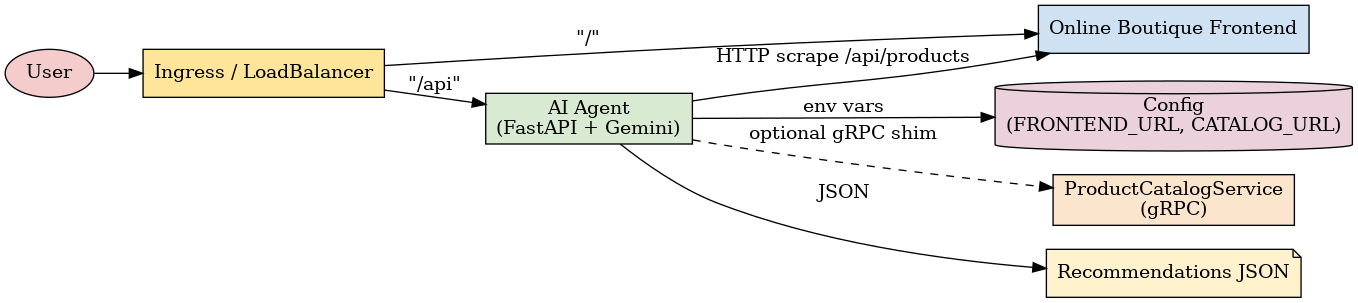 User
Ingress / LoadBalancer
"/"
"/api"
AI Agent
(FastAPI + Gemini)
HTTP scrape /api/products
env vars
optional gRPC shim
JSON
Online Boutique Frontend
Config
(FRONTEND_URL, CATALOG_URL)
ProductCatalogService
(gRPC)
Recommendations JSON